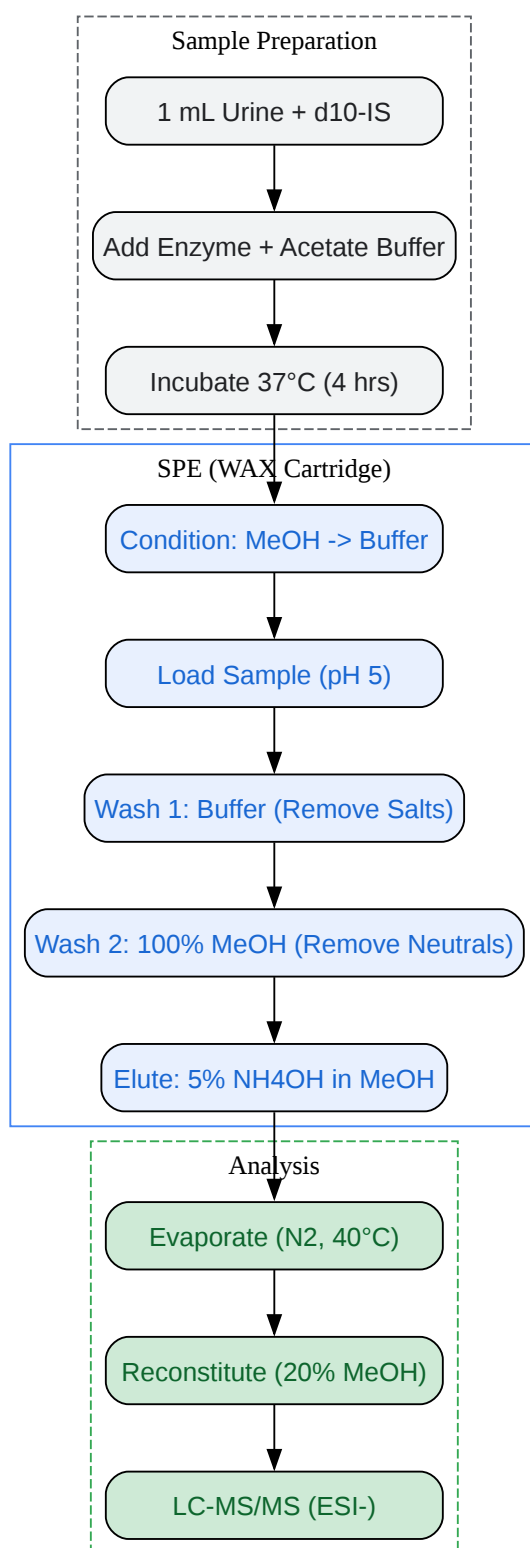 Sample Preparation
1 mL Urine + d10-IS
Add Enzyme + Acetate Buffer
Incubate 37°C (4 hrs)
SPE (WAX Cartridge)
Condition: MeOH -> Buffer
Load Sample (pH 5)
Wash 1: Buffer (Remove Salts)
Wash 2: 100% MeOH (Remove Neutrals)
Elute: 5% NH4OH in MeOH
Analysis
Evaporate (N2, 40°C)
Reconstitute (20% MeOH)
LC-MS/MS (ESI-)